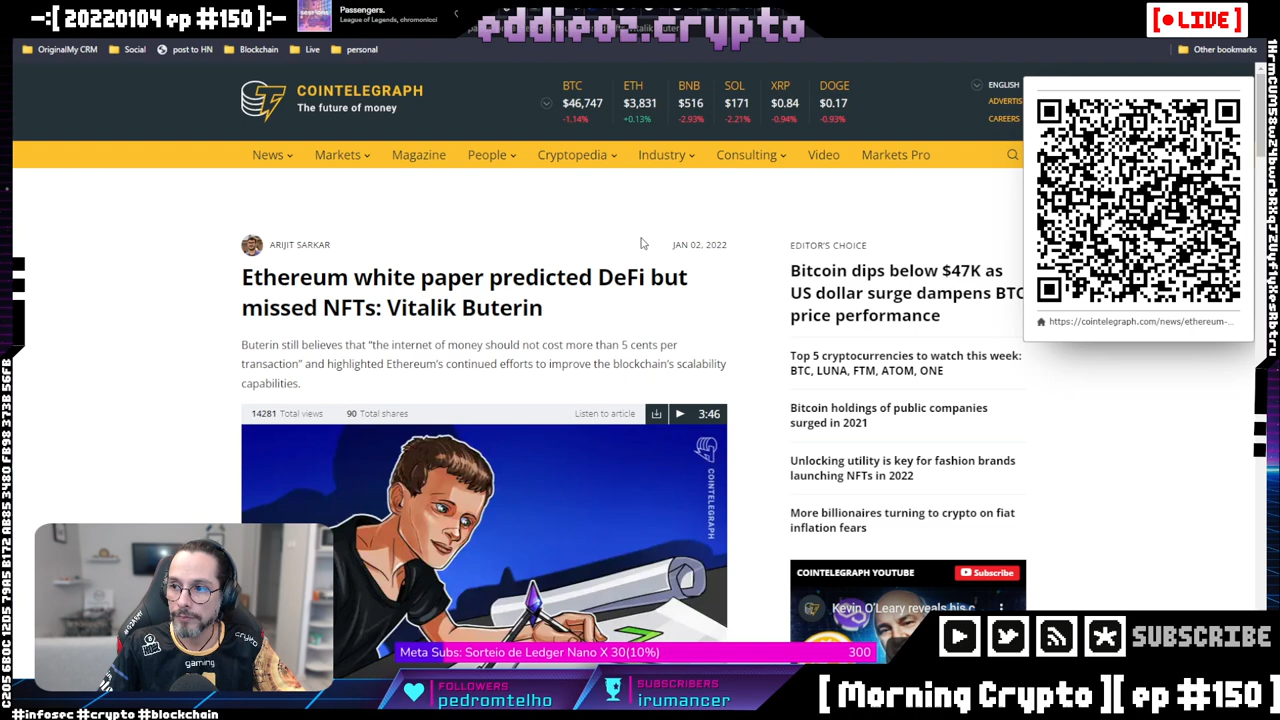 -:[ 20220104 ep #150 ]:-
Passengers.
League of Legends, chromonicci
eddieoz.crypto
[● LIVE]
OriginalMy CRM
Social
post to HN
Blockchain
Live
personal
Other bookmarks
COINTELEGRAPH
The future of money
BTC
$46,747
-1.14%
ETH
$3,831
+0.13%
BNB
$516
-2.93%
SOL
$171
-2.21%
XRP
$0.84
-0.94%
DOGE
$0.17
-0.93%
ENGLISH
ADVERTIS
CAREERS
News
Markets
Magazine
People
Cryptopedia
Industry
Consulting
Video
Markets Pro
https://cointelegraph.com/news/ethereum-...
ARIJIT SARKAR
JAN 02, 2022
Ethereum white paper predicted DeFi but
missed NFTs: Vitalik Buterin
Buterin still believes that “the internet of money should not cost more than 5 cents per
transaction” and highlighted Ethereum’s continued efforts to improve the blockchain’s scalability
capabilities.
14281 Total views
90 Total shares
Listen to article
3:46
COINTELEGRAPH
EDITOR'S CHOICE
Bitcoin dips below $47K as
US dollar surge dampens BTC
price performance
Top 5 cryptocurrencies to watch this week:
BTC, LUNA, FTM, ATOM, ONE
Bitcoin holdings of public companies
surged in 2021
Unlocking utility is key for fashion brands
launching NFTs in 2022
More billionaires turning to crypto on fiat
inflation fears
COINTELEGRAPH YOUTUBE
Subscribe
Kevin O'Leary reveals his c...
crypto
gaming
Meta Subs: Sorteio de Ledger Nano X 30(10%)
300
FOLLOWERS
pedromtelho
SUBSCRIBERS
irumancer
SUBSCRIBE
[ Morning Crypto ][ ep #150 ]
#infosec #crypto #blockchain